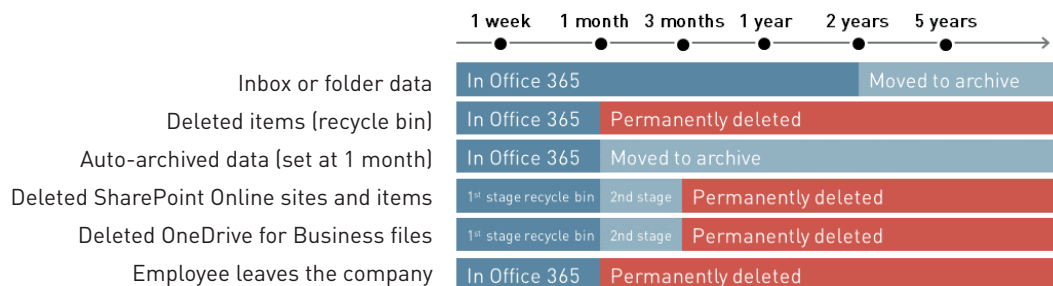 1 week 1 month 3 months 1 year 2 years 5 years
Inbox or folder data In Office 365 Moved to archive
Deleted items (recycle bin) In Office 365 Permanently deleted
Auto-archived data (set at 1 month) In Office 365 Moved to archive
Deleted SharePoint Online sites and items 1st stage recycle bin 2nd stage Permanently deleted
Deleted OneDrive for Business files 1st stage recycle bin 2nd stage Permanently deleted
Employee leaves the company In Office 365 Permanently deleted